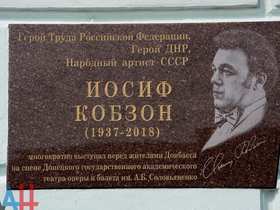 Герой Труда Российской Федерации,
Герой ДНР,
Народный артист СССР
ИОСИФ
КОБЗОН
(1937-2018)
многократно выступал перед жителями Донбасса
на сцене Донецкого государственного академического
театра оперы и балета им. А.Б. Соловьяненко